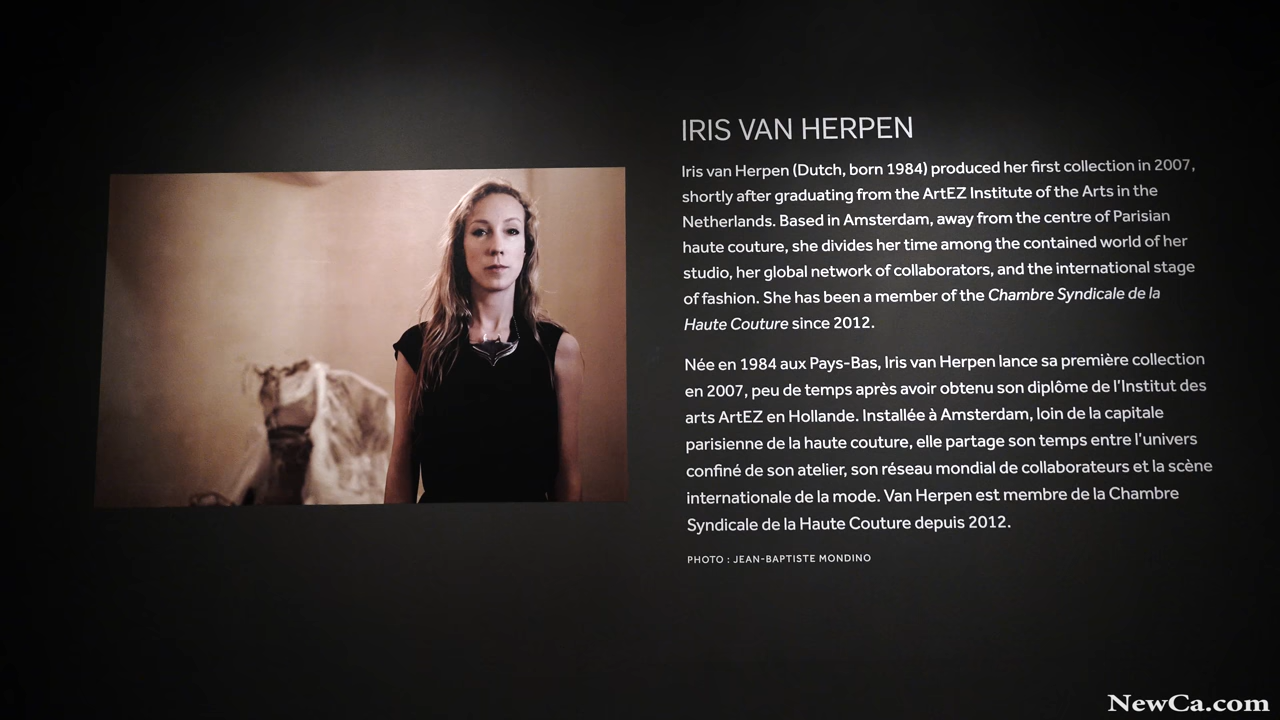 IRIS VAN HERPEN
Iris van Herpen (Dutch, born 1984) produced her first collection in 2007,
shortly after graduating from the ArtEZ Institute of the Arts in the
Netherlands. Based in Amsterdam, away from the centre of Parisian
haute couture, she divides her time among the contained world of her
studio, her global network of collaborators, and the international stage
of fashion. She has been a member of the Chambre Syndicale de la
Haute Couture since 2012.
Née en 1984 aux Pays-Bas, Iris van Herpen lance sa première collection
en 2007, peu de temps après avoir obtenu son diplôme de l'Institut des
arts ArtEZ en Hollande. Installée à Amsterdam, loin de la capitale
parisienne de la haute couture, elle partage son temps entre l'univers
confiné de son atelier, son réseau mondial de collaborateurs et la scène
internationale de la mode. Van Herpen est membre de la Chambre
Syndicale de la Haute Couture depuis 2012.
PHOTO : JEAN-BAPTISTE MONDINO
NewCa.com